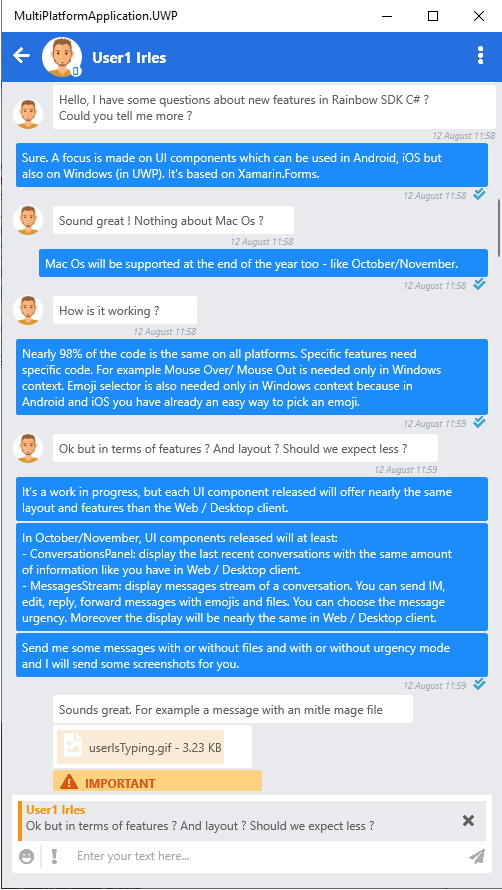 MultiPlatformApplication.UWP
User1 Irles
Hello, I have some questions about new features in Rainbow SDK C# ?
Could you tell me more ?
12 August 11:58
Sure. A focus is made on UI components which can be used in Android, iOS but
also on Windows (in UWP). It's based on Xamarin.Forms.
12 August 11:58
Sound great ! Nothing about Mac Os ?
12 August 11:58
Mac Os will be supported at the end of the year too - like October/November.
12 August 11:58
How is it working ?
12 August 11:58
Nearly 98% of the code is the same on all platforms. Specific features need
specific code. For example Mouse Over/ Mouse Out is needed only in Windows
context. Emoji selector is also needed only in Windows context because in
Android and iOS you have already an easy way to pick an emoji.
12 August 11:59
Ok but in terms of features ? And layout ? Should we expect less ?
12 August 11:59
It's a work in progress, but each UI component released will offer nearly the same
layout and features than the Web / Desktop client.
In October/November, UI components released will at least:
- ConversationsPanel: display the last recent conversations with the same amount
of information like you have in Web / Desktop client.
- MessagesStream: display messages stream of a conversation. You can send IM,
edit, reply, forward messages with emojis and files. You can choose the message
urgency. Moreover the display will be nearly the same in Web / Desktop client.
Send me some messages with or without files and with or without urgency mode
and I will send some screenshots for you.
12 August 11:59
Sounds great. For example a message with an mitle mage file
userIsTyping.gif - 3.23 KB
IMPORTANT
User1 Irles
Ok but in terms of features ? And layout ? Should we expect less ?
Enter your text here...